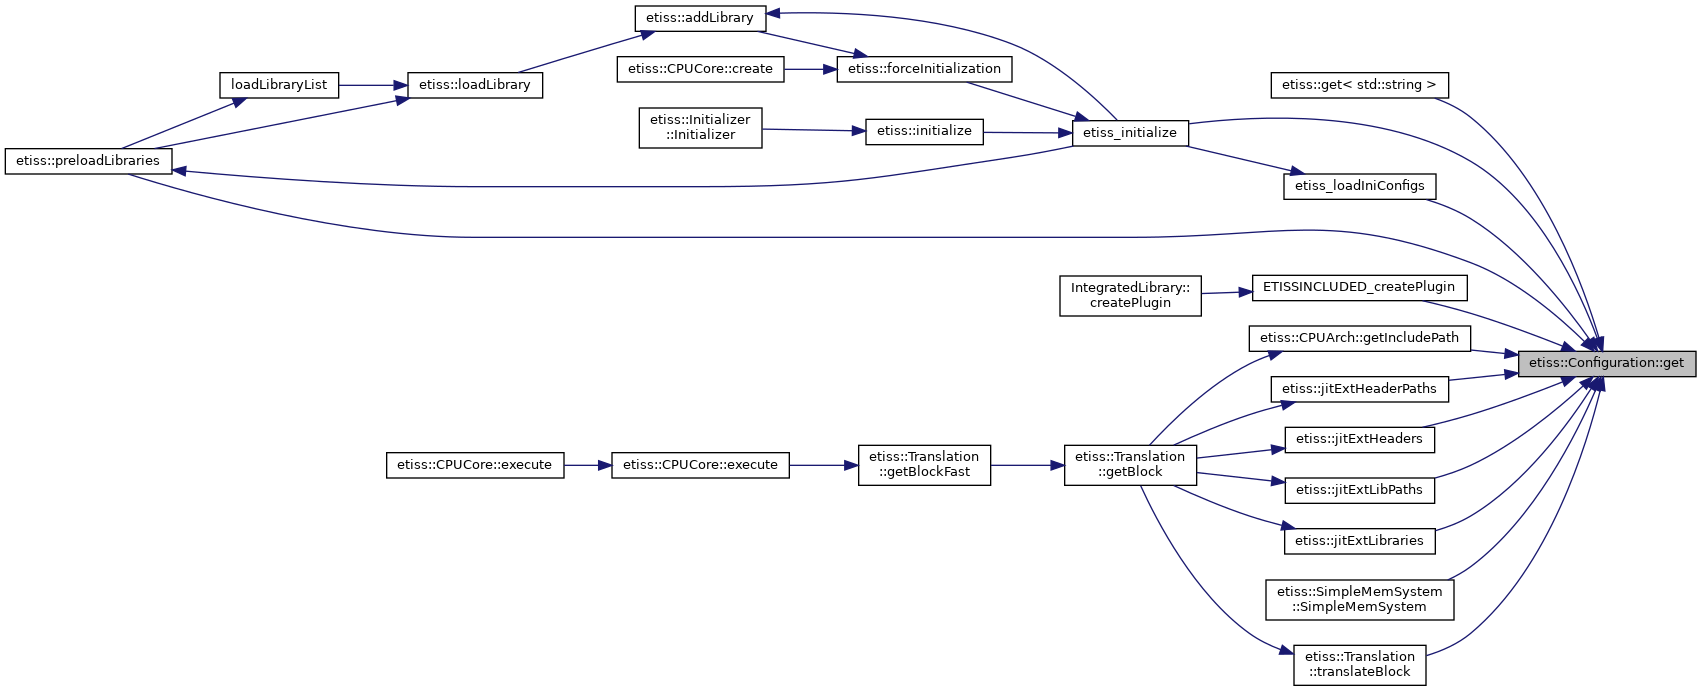 etiss::addLibrary
etiss::CPUCore::create
etiss::forceInitialization
loadLibraryList
etiss::loadLibrary
etiss::get< std::string >
etiss::Initializer
::Initializer
etiss::initialize
etiss_initialize
etiss::preloadLibraries
etiss_loadIniConfigs
IntegratedLibrary::
createPlugin
ETISSINCLUDED_createPlugin
etiss::CPUArch::getIncludePath
etiss::Configuration::get
etiss::jitExtHeaderPaths
etiss::jitExtHeaders
etiss::CPUCore::execute
etiss::CPUCore::execute
etiss::Translation
::getBlockFast
etiss::Translation
::getBlock
etiss::jitExtLibPaths
etiss::jitExtLibraries
etiss::SimpleMemSystem
::SimpleMemSystem
etiss::Translation
::translateBlock